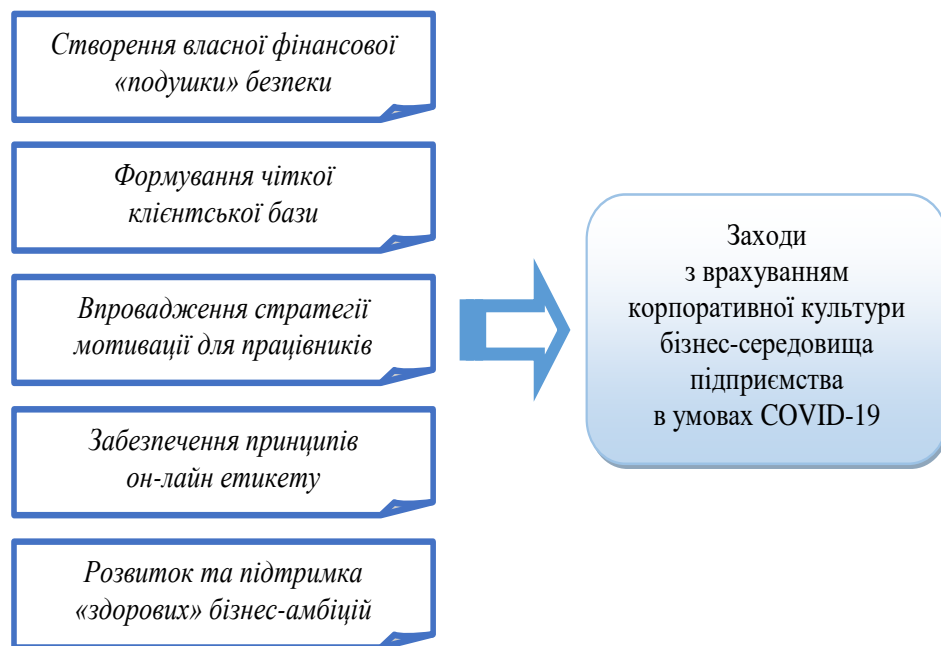 Створення власної фінансової
«подушки» безпеки
Формування чіткої
клієнтської бази
Впровадження стратегії
мотивації для працівників
Забезпечення принципів
он-лайн етикету
Розвиток та підтримка
«здорових» бізнес-амбіцій
Заходи
з врахуванням
корпоративної культури
бізнес-середовища
підприємства
в умовах COVID-19